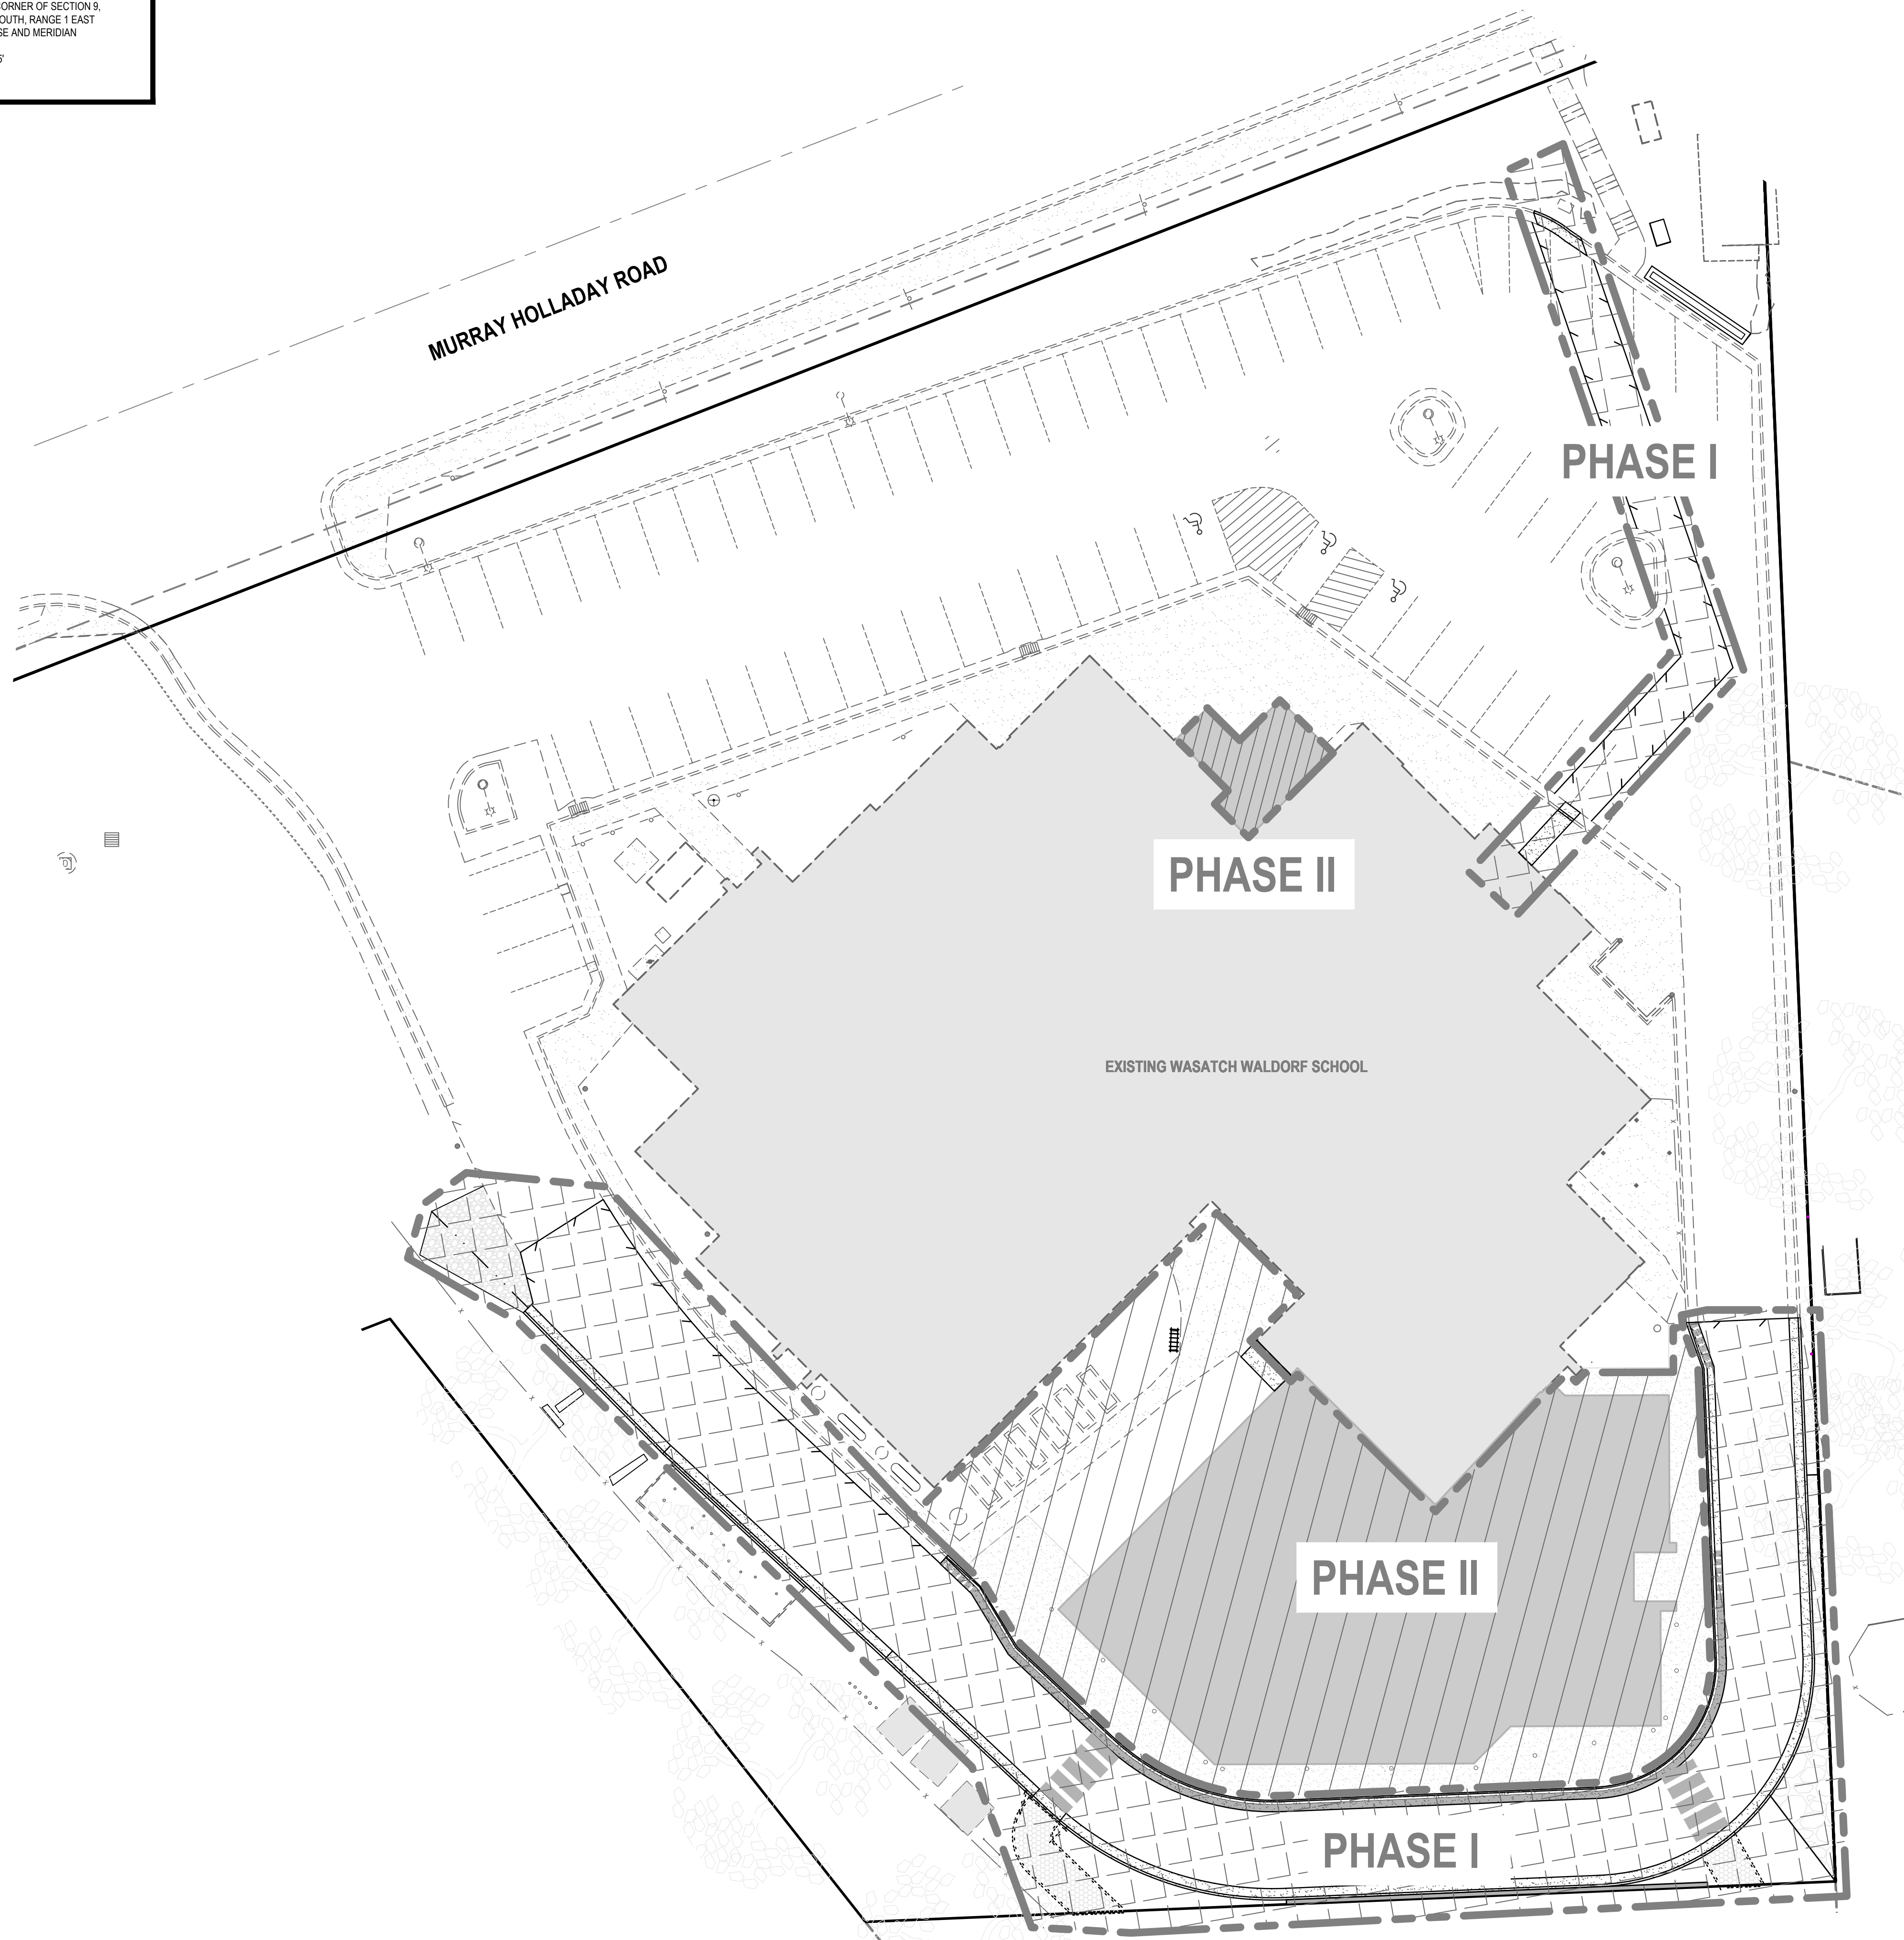 CORNER OF SECTION 9,
OUTH, RANGE 1 EAST
SE AND MERIDIAN
MURRAY HOLLADAY ROAD
PHASE I
PHASE II
EXISTING WASATCH WALDORF SCHOOL
PHASE II
PHASE I